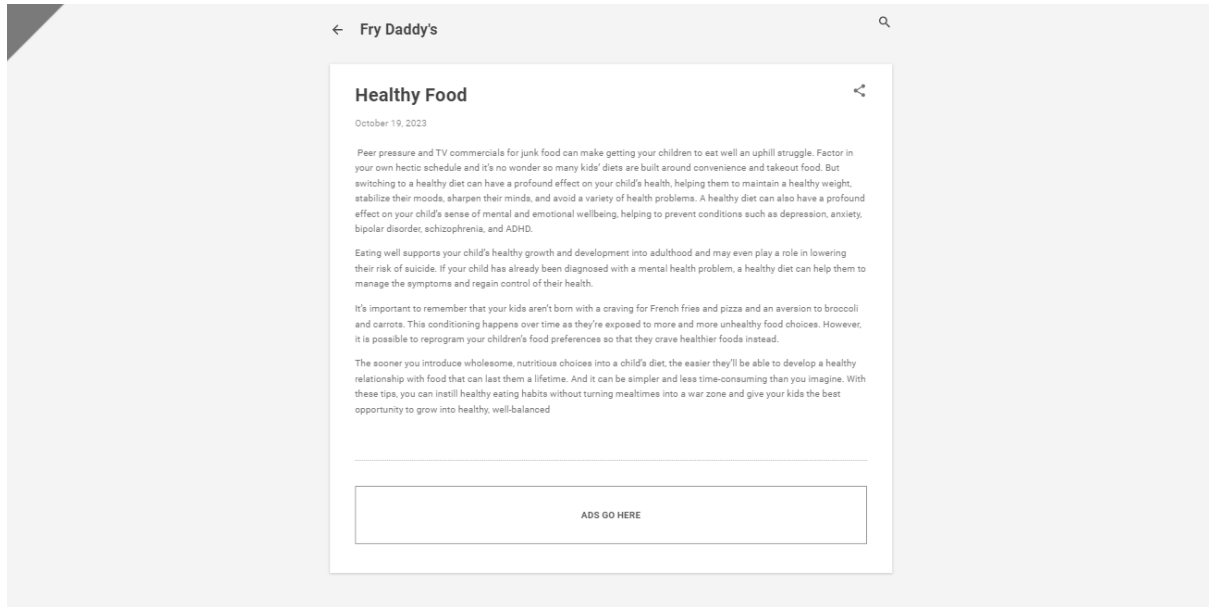 Fry Daddy's
Healthy Food
October 19, 2023
Peer pressure and TV commercials for junk food can make getting your children to eat well an uphill struggle. Factor in
your own hectic schedule and it's no wonder so many kids' diets are built around convenience and takeout food. But
switching to a healthy diet can have a profound effect on your child's health, helping them to maintain a healthy weight,
stabilize their moods, sharpen their minds, and avoid a variety of health problems. A healthy diet can also have a profound
effect on your child's sense of mental and emotional wellbeing, helping to prevent conditions such as depression, anxiety,
bipolar disorder, schizophrenia, and ADHD.
Eating well supports your child's healthy growth and development into adulthood and may even play a role in lowering
their risk of suicide. If your child has already been diagnosed with a mental health problem, a healthy diet can help them to
manage the symptoms and regain control of their health.
It's important to remember that your kids aren't born with a craving for French fries and pizza and an aversion to broccoli
and carrots. This conditioning happens over time as they're exposed to more and more unhealthy food choices. However,
it is possible to reprogram your children's food preferences so that they crave healthier foods instead.
The sooner you introduce wholesome, nutritious choices into a child's diet, the easier they'll be able to develop a healthy
relationship with food that can last them a lifetime. And it can be simpler and less time-consuming than you imagine. With
these tips, you can instill healthy eating habits without turning mealtimes into a war zone and give your kids the best
opportunity to grow into healthy, well-balanced
ADS GO HERE